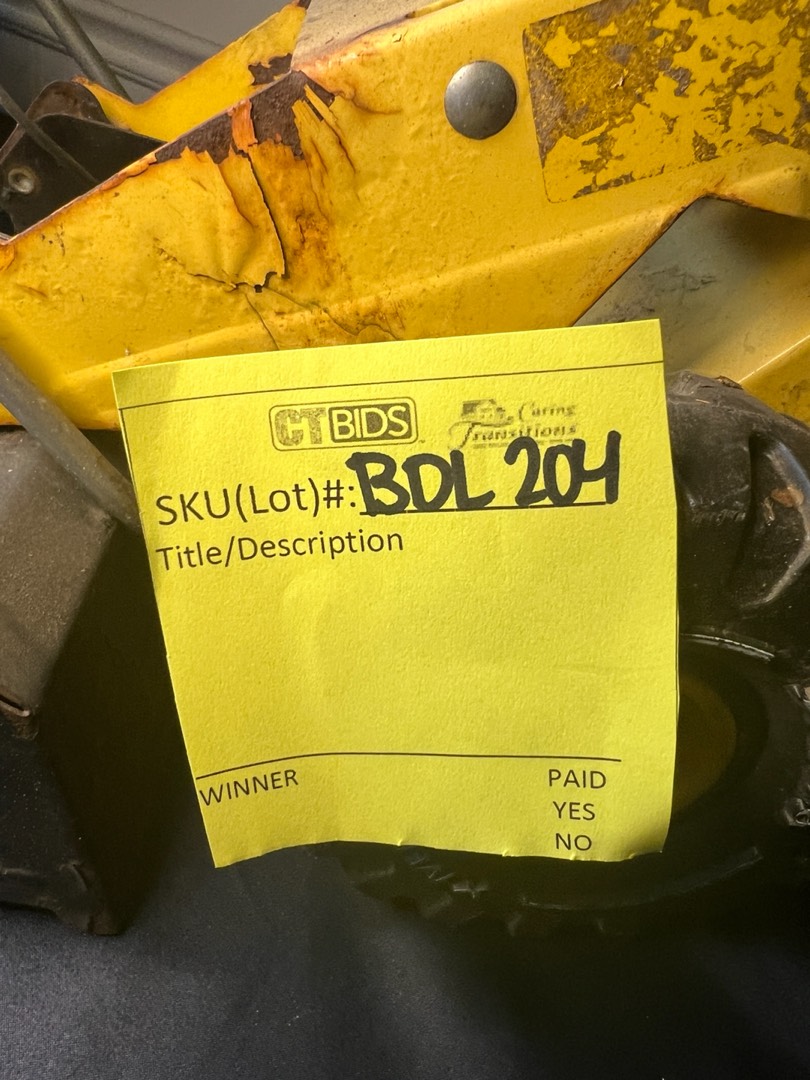 CTBIDS
Caring
Transitions
SKU(Lot)#: BDL 204
Title/Description
WINNER
PAID
YES
NO